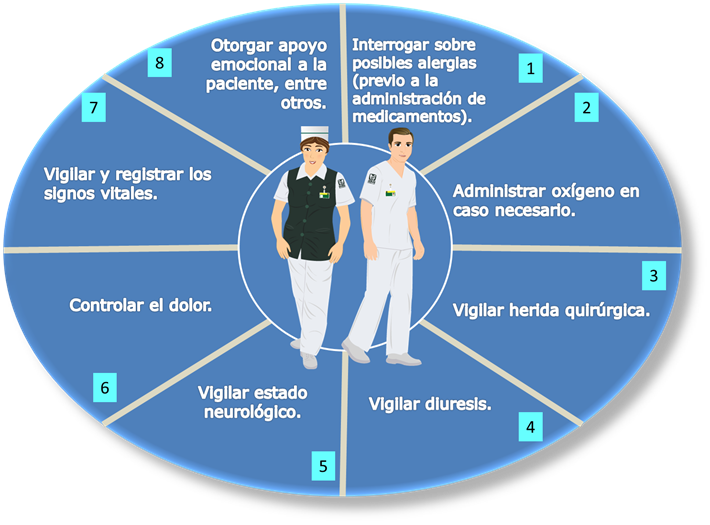 1
Interrogar sobre
posibles alergias
(previo a la
administración de
medicamentos).
2
Administrar oxígeno en
caso necesario.
3
Vigilar herida quirúrgica.
4
Vigilar diuresis.
5
Vigilar estado
neurológico.
6
Controlar el dolor.
7
Vigilar y registrar los
signos vitales.
8
Otorgar apoyo
emocional a la
paciente, entre
otros.